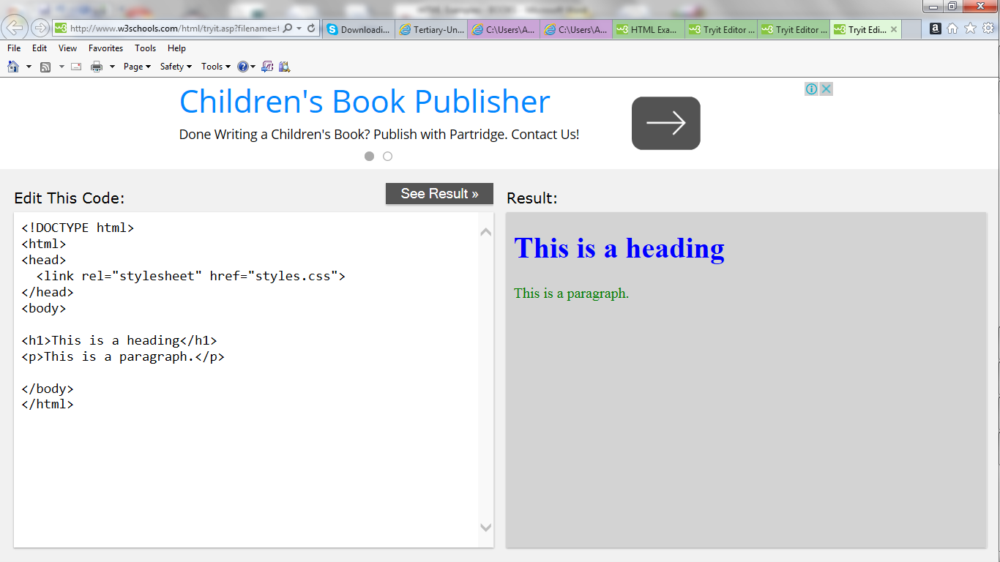 http://www.w3schools.com/html/tryit.asp?filename=t
Downloadi...
Tertiary-Un...
C:\Users\A...
C:\Users\A...
HTML Exa...
Tryit Editor ...
Tryit Editor ...
Tryit Edi...
File Edit View Favorites Tools Help
Page Safety Tools
Children's Book Publisher
Done Writing a Children's Book? Publish with Partridge. Contact Us!
Edit This Code:
See Result »
<!DOCTYPE html>
<html>
<head>
  <link rel="stylesheet" href="styles.css">
</head>
<body>
<h1>This is a heading</h1>
<p>This is a paragraph.</p>
</body>
</html>
Result:
This is a heading
This is a paragraph.